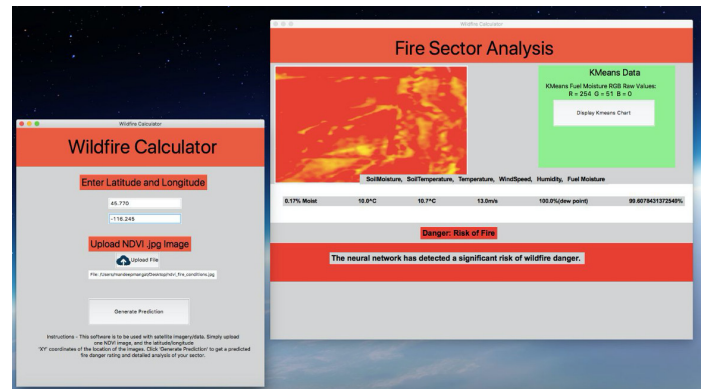 Wildfire Calculator
Wildfire Calculator
Enter Latitude and Longitude
45.770
-116.245
Upload NDVI .jpg Image
Upload File
Generate Prediction
Instructions - This software is to be used with satellite imagery/data. Simply upload
one NDVI image, and the latitude/longitude
'XY' coordinates of the location of the images. Click 'Generate Prediction' to get a predicted
fire danger rating and detailed analysis of your sector.
Wildfire Calculator
Fire Sector Analysis
KMeans Data
KMeans Fuel Moisture RGB Raw Values:
R = 254 G = 51 B = 0
Display Kmeans Chart
SoilMoisture, SoilTemperature, Temperature, WindSpeed, Humidity, Fuel Moisture
0.17% Moist 10.0^C 10.7^C 13.0m/s 100.0%(dew point) 99.6078431372549%
Danger: Risk of Fire
The neural network has detected a significant risk of wildfire danger.